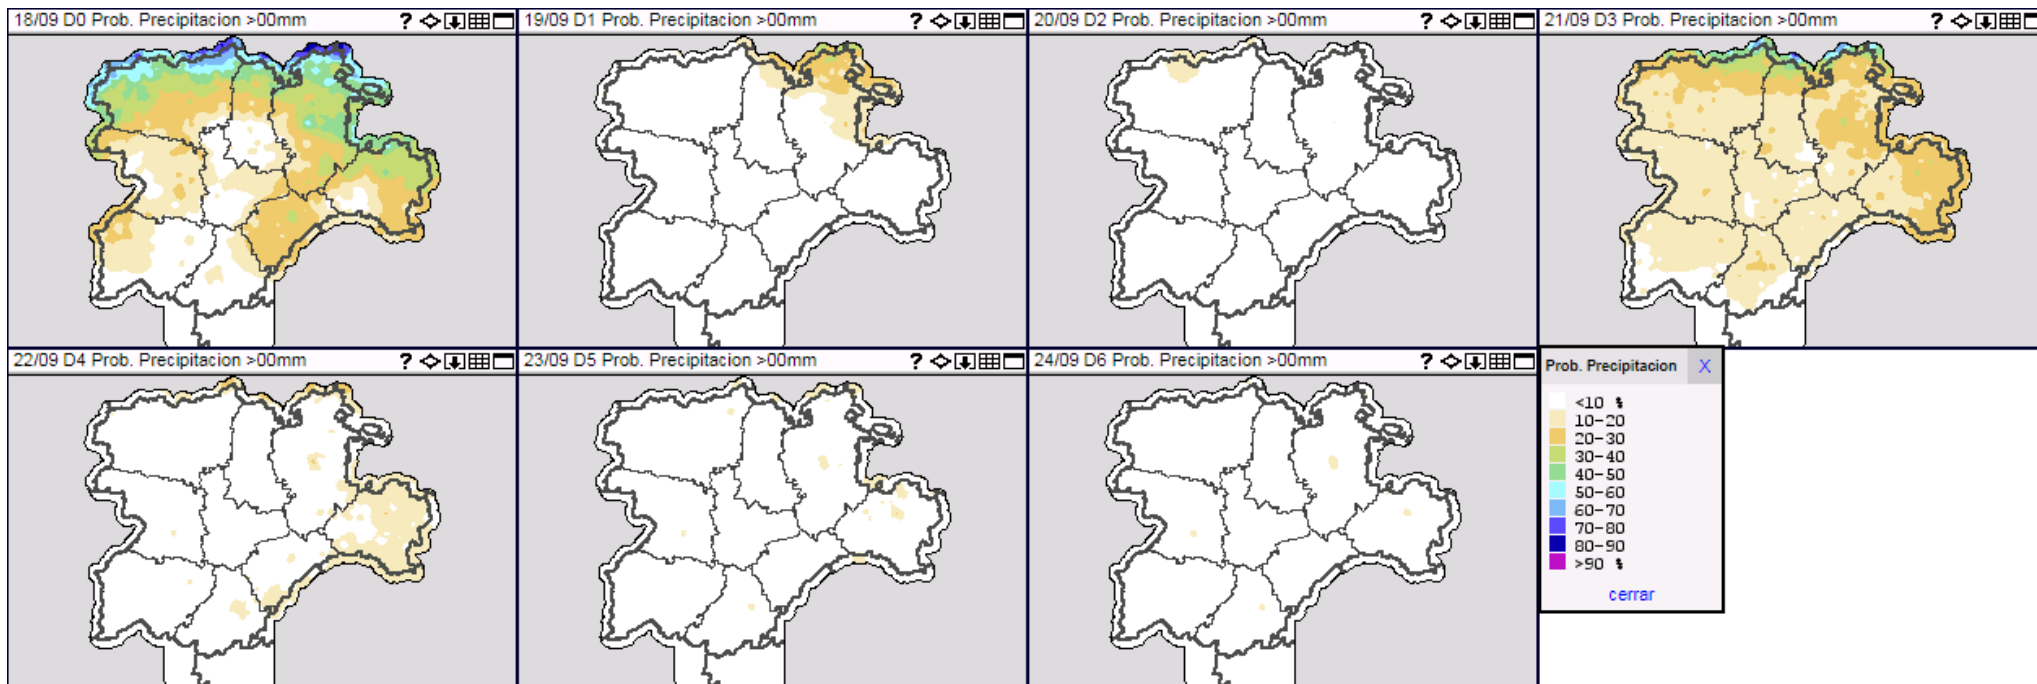 18/09 D0 Prob. Precipitacion >00mm ?
19/09 D1 Prob. Precipitacion >00mm ?
20/09 D2 Prob. Precipitacion >00mm ?
21/09 D3 Prob. Precipitacion >00mm ?
22/09 D4 Prob. Precipitacion >00mm ?
23/09 D5 Prob. Precipitacion >00mm ?
24/09 D6 Prob. Precipitacion >00mm ?
Prob. Precipitacion X
<10 %
10-20
20-30
30-40
40-50
50-60
60-70
70-80
80-90
>90 %
cerrar